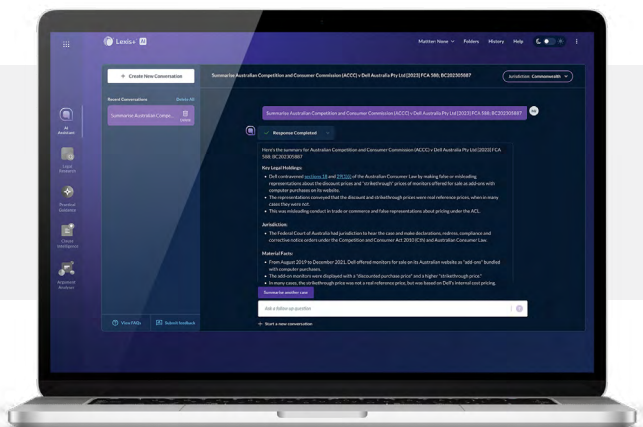 Lexis+ AI
Matter: None
Folders
History
Help
+ Create New Conversation
Recent Conversations
Delete All
Summarise Australian Compe...
Summarise Australian Competition and Consumer Commission (ACCC) v Dell Australia Pty Ltd [2023] FCA 588; BC202305887
Jurisdiction: Commonwealth
Summarise Australian Competition and Consumer Commission (ACCC) v Dell Australia Pty Ltd [2023] FCA 588; BC202305887
Response Completed
Here's the summary for Australian Competition and Consumer Commission (ACCC) v Dell Australia Pty Ltd [2023] FCA
588; BC202305887
Key Legal Holdings:
• Dell contravened sections 18 and 29(1)(i) of the Australian Consumer Law by making false or misleading
representations about the discount prices and "strikethrough" prices of monitors offered for sale as add-ons with
computer purchases on its website.
• The representations conveyed that the discount and strikethrough prices were real reference prices, when in many
cases they were not.
• This was misleading conduct in trade or commerce and false representations about pricing under the ACL.
Jurisdiction:
• The Federal Court of Australia had jurisdiction to hear the case and make declarations, redress, compliance and
corrective notice orders under the Competition and Consumer Act 2010 (Cth) and Australian Consumer Law.
Material Facts:
• From August 2019 to December 2021, Dell offered monitors for sale on its Australian website as "add-ons" bundled
with computer purchases.
• The add-on monitors were displayed with a "discounted purchase price" and a higher "strikethrough price."
• In many cases, the strikethrough price was not a real reference price, but was based on Dell's internal cost pricing.
Summarise another case
Ask a follow-up question
+ Start a new conversation
AI
Assistant
Legal
Research
Practical
Guidance
Argument
Analyser
View FAQs
Submit feedback